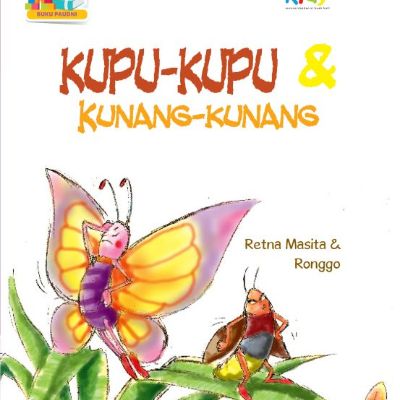 BUKU PAUDNI
KUPU-KUPU &
KUNANG-KUNANG
Retna Masita &
Ronggo